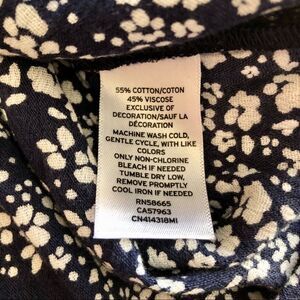 55% COTTON/COTON
45% VISCOSE
EXCLUSIVE OF
DECORATION/SAUF LA
DÉCORATION
MACHINE WASH COLD,
GENTLE CYCLE, WITH LIKE
COLORS
ONLY NON-CHLORINE
BLEACH IF NEEDED
TUMBLE DRY LOW,
REMOVE PROMPTLY
COOL IRON IF NEEDED
RN58665
CA57963
CN414318MI